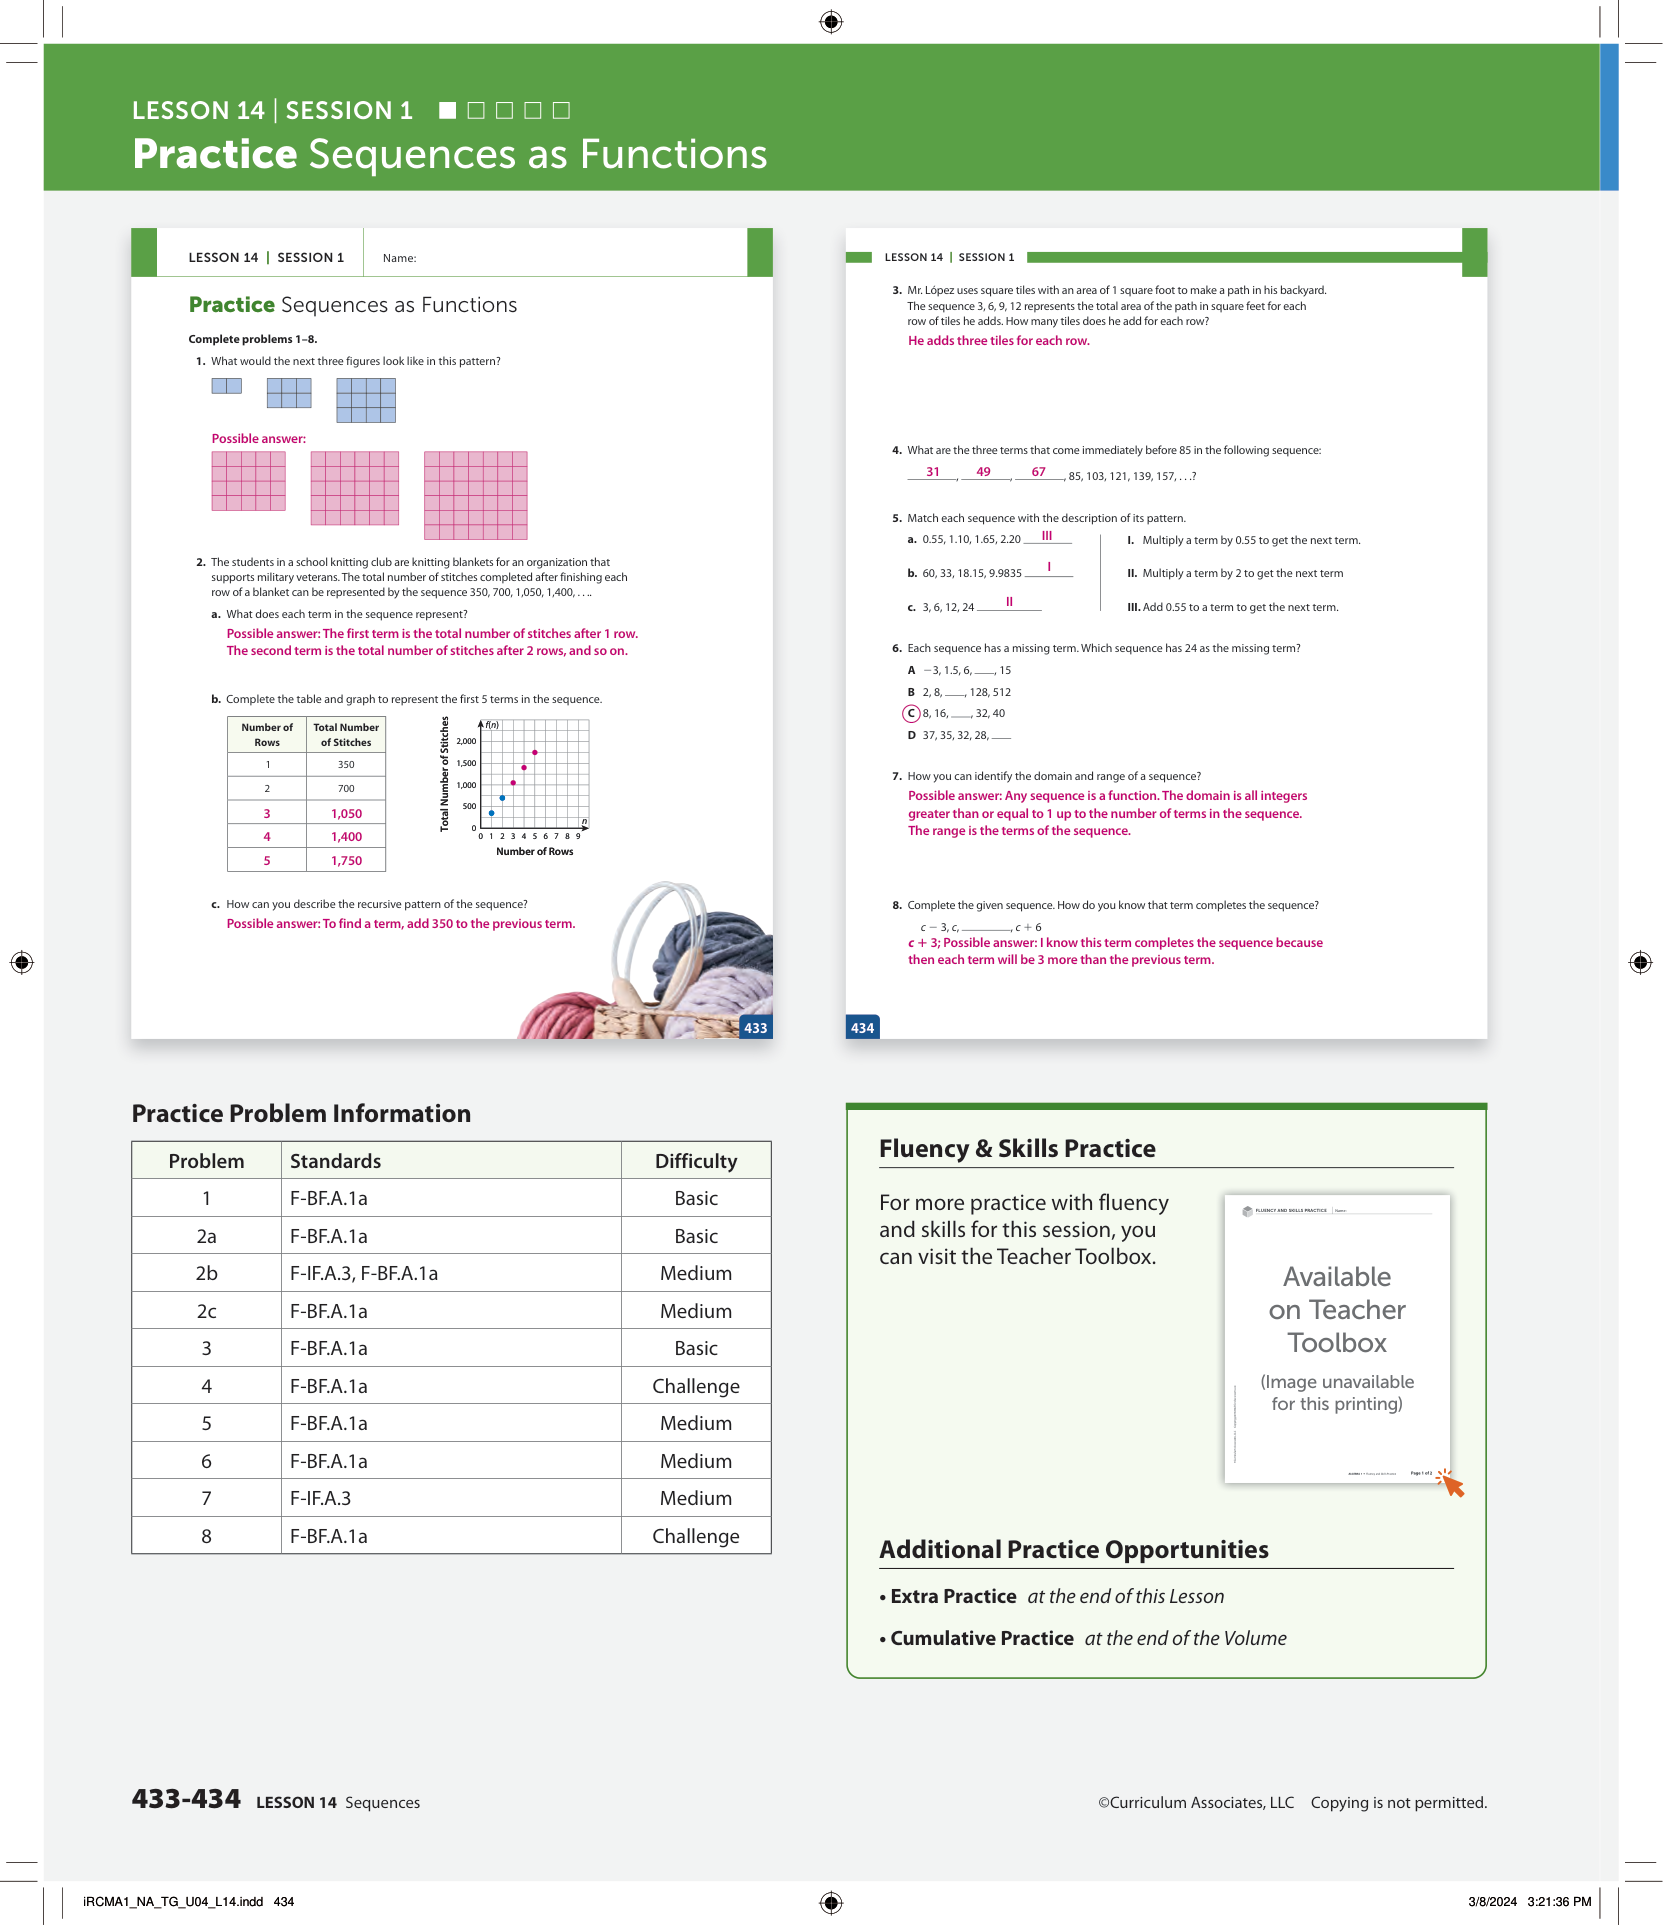 LESSON 14 | SESSION 1
Practice Sequences as Functions
LESSON 14 | SESSION 1
Name:
Practice Sequences as Functions
Complete problems 1–8.
1. What would the next three figures look like in this pattern?
Possible answer:
2. The students in a school knitting club are knitting blankets for an organization that
supports military veterans. The total number of stitches completed after finishing each
row of a blanket can be represented by the sequence 350, 700, 1,050, 1,400, . . ..
a. What does each term in the sequence represent?
Possible answer: The first term is the total number of stitches after 1 row.
The second term is the total number of stitches after 2 rows, and so on.
b. Complete the table and graph to represent the first 5 terms in the sequence.
Number of Rows Total Number of Stitches
1 350
2 700
3 1,050
4 1,400
5 1,750
Total Number of Stitches
f(n)
2,000
1,500
1,000
500
0
n
0 1 2 3 4 5 6 7 8 9
Number of Rows
c. How can you describe the recursive pattern of the sequence?
Possible answer: To find a term, add 350 to the previous term.
433
LESSON 14 | SESSION 1
3. Mr. López uses square tiles with an area of 1 square foot to make a path in his backyard.
The sequence 3, 6, 9, 12 represents the total area of the path in square feet for each
row of tiles he adds. How many tiles does he add for each row?
He adds three tiles for each row.
4. What are the three terms that come immediately before 85 in the following sequence:
31, 49, 67, 85, 103, 121, 139, 157, . . .?
5. Match each sequence with the description of its pattern.
a. 0.55, 1.10, 1.65, 2.20 III
I. Multiply a term by 0.55 to get the next term.
b. 60, 33, 18.15, 9.9835 I
II. Multiply a term by 2 to get the next term
c. 3, 6, 12, 24 II
III. Add 0.55 to a term to get the next term.
6. Each sequence has a missing term. Which sequence has 24 as the missing term?
A −3, 1.5, 6, ___, 15
B 2, 8, ___, 128, 512
C 8, 16, ___, 32, 40
D 37, 35, 32, 28, ___
7. How you can identify the domain and range of a sequence?
Possible answer: Any sequence is a function. The domain is all integers
greater than or equal to 1 up to the number of terms in the sequence.
The range is the terms of the sequence.
8. Complete the given sequence. How do you know that term completes the sequence?
c − 3, c, ________, c + 6
c + 3; Possible answer: I know this term completes the sequence because
then each term will be 3 more than the previous term.
434
Practice Problem Information
Problem Standards Difficulty
1 F-BF.A.1a Basic
2a F-BF.A.1a Basic
2b F-IF.A.3, F-BF.A.1a Medium
2c F-BF.A.1a Medium
3 F-BF.A.1a Basic
4 F-BF.A.1a Challenge
5 F-BF.A.1a Medium
6 F-BF.A.1a Medium
7 F-IF.A.3 Medium
8 F-BF.A.1a Challenge
Fluency & Skills Practice
For more practice with fluency
and skills for this session, you
can visit the Teacher Toolbox.
FLUENCY AND SKILLS PRACTICE
Name:
Available
on Teacher
Toolbox
(Image unavailable
for this printing)
Page 1 of 2
Additional Practice Opportunities
• Extra Practice at the end of this Lesson
• Cumulative Practice at the end of the Volume
433-434 LESSON 14 Sequences
©Curriculum Associates, LLC Copying is not permitted.
iRCMA1_NA_TG_U04_L14.indd 434
3/8/2024 3:21:36 PM